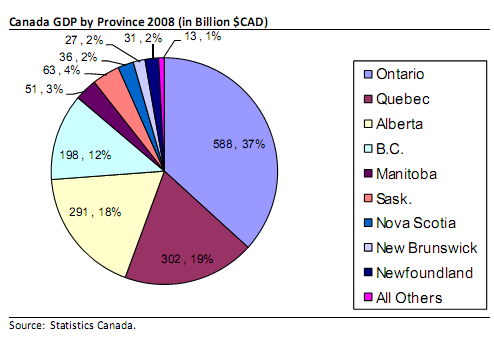 Canada GDP by Province 2008 (in Billion $CAD)
27 , 2%
31, 2%
13 , 1%
36 , 2%
63 , 4%
51 , 3%
588 , 37%
198 , 12%
291 , 18%
302 , 19%
Ontario
Quebec
Alberta
B.C.
Manitoba
Sask.
Nova Scotia
New Brunswick
Newfoundland
All Others
Source: Statistics Canada.